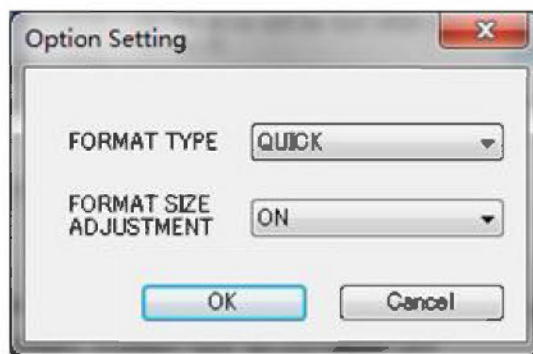 Option Setting
FORMAT TYPE QUICK
FORMAT SIZE
ADJUSTMENT ON
OK Cancel